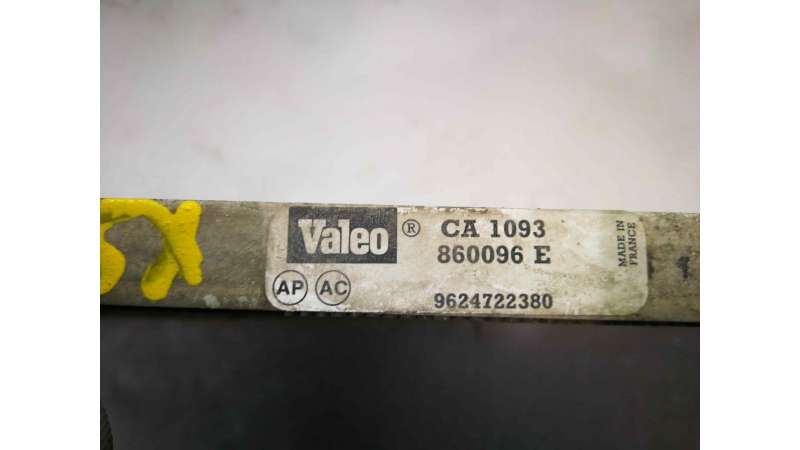 Valeo ® CA 1093
860096 E
AP AC 9624722380
MADE IN
FRANCE